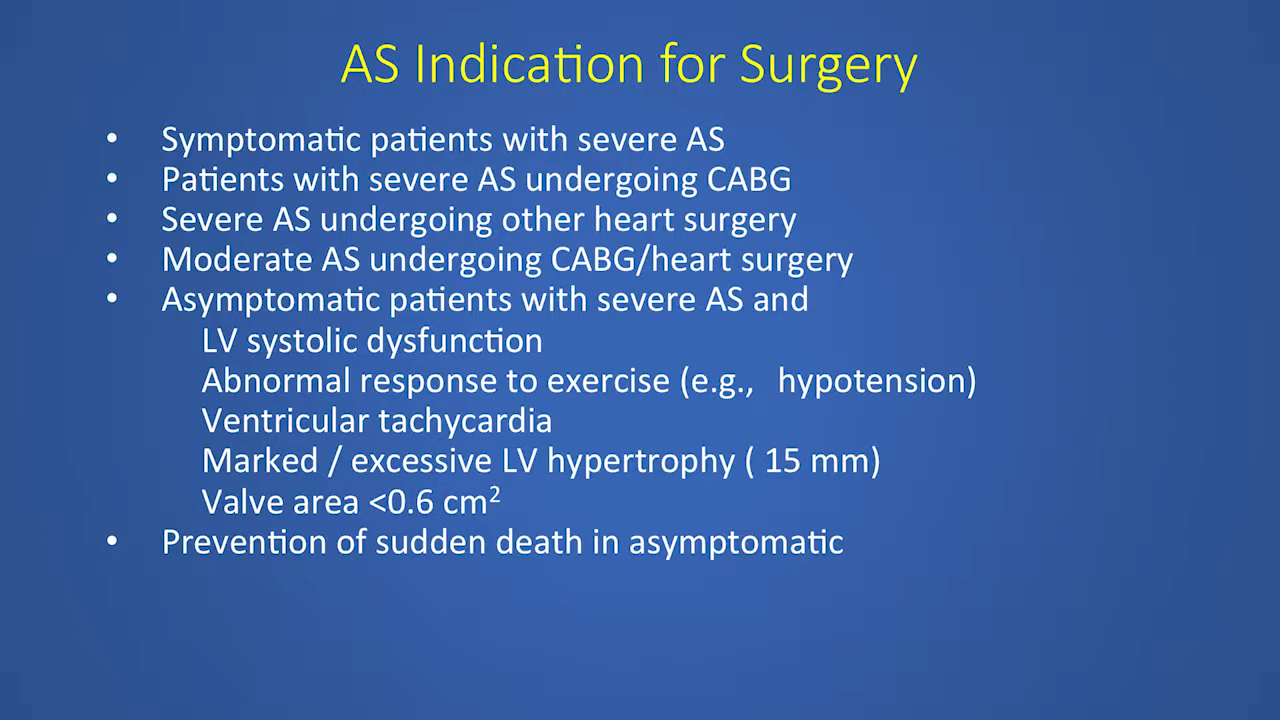 AS Indication for Surgery
• Symptomatic patients with severe AS
• Patients with severe AS undergoing CABG
• Severe AS undergoing other heart surgery
• Moderate AS undergoing CABG/heart surgery
• Asymptomatic patients with severe AS and
LV systolic dysfunction
Abnormal response to exercise (e.g., hypotension)
Ventricular tachycardia
Marked / excessive LV hypertrophy ( 15 mm)
Valve area <0.6 cm²
• Prevention of sudden death in asymptomatic